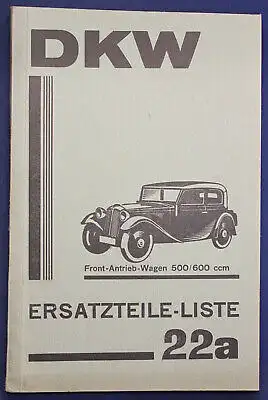 DKW
Front-Antrieb-Wagen 500/600 ccm
ERSATZTEILE-LISTE
22a